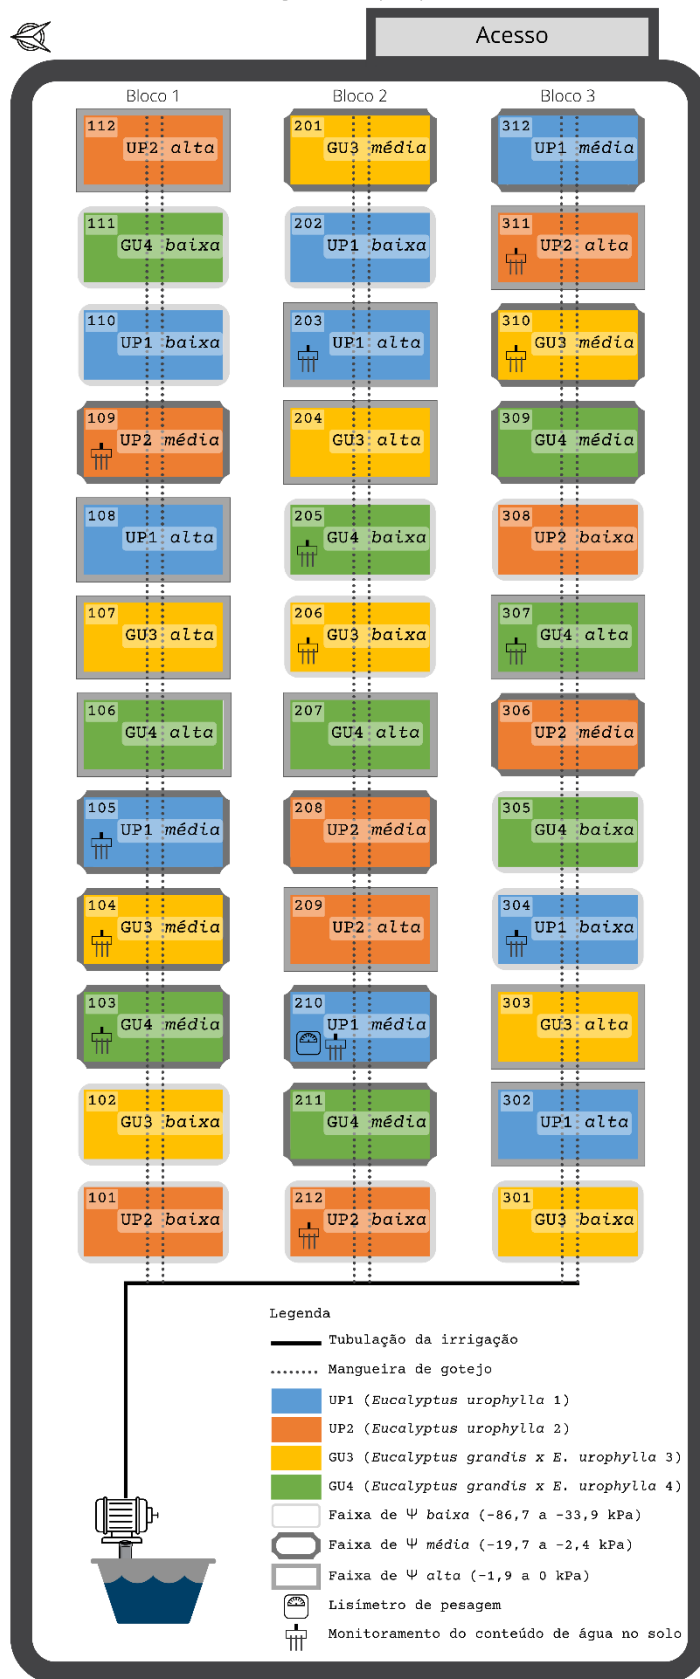 Acesso
Bloco 1
Bloco 2
Bloco 3
112
UP2 alta
201
GU3 média
312
UP1 média
111
GU4 baixa
202
UP1 baixa
311
UP2 alta
110
UP1 baixa
203
UP1 alta
310
GU3 média
109
UP2 média
204
GU3 alta
309
GU4 média
108
UP1 alta
205
GU4 baixa
308
UP2 baixa
107
GU3 alta
206
GU3 baixa
307
GU4 alta
106
GU4 alta
207
GU4 alta
306
UP2 média
105
UP1 média
208
UP2 média
305
GU4 baixa
104
GU3 média
209
UP2 alta
304
UP1 baixa
103
GU4 média
210
UP1 média
303
GU3 alta
102
GU3 baixa
211
GU4 média
302
UP1 alta
101
UP2 baixa
212
UP2 baixa
301
GU3 baixa
Legenda
Tubulação da irrigação
Mangueira de gotejo
UP1 (Eucalyptus urophylla 1)
UP2 (Eucalyptus urophylla 2)
GU3 (Eucalyptus grandis x E. urophylla 3)
GU4 (Eucalyptus grandis x E. urophylla 4)
Faixa de Ψ baixa (-86,7 a -33,9 kPa)
Faixa de Ψ média (-19,7 a -2,4 kPa)
Faixa de Ψ alta (-1,9 a 0 kPa)
Lisímetro de pesagem
Monitoramento do conteúdo de água no solo